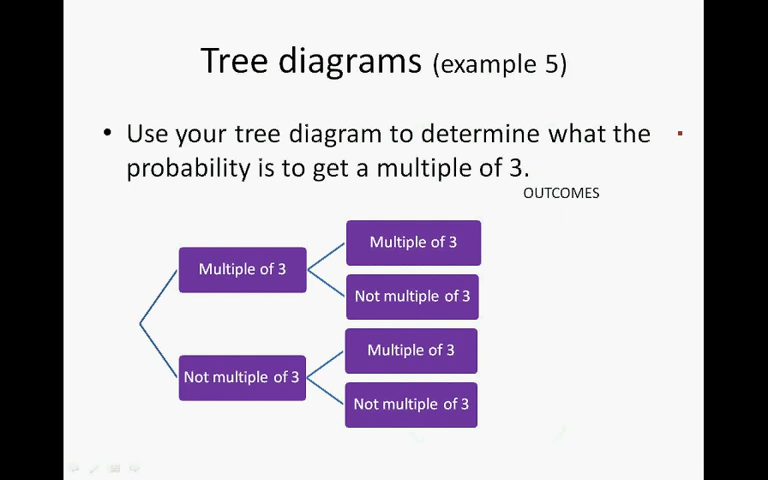 Tree diagrams (example 5)
• Use your tree diagram to determine what the
probability is to get a multiple of 3.
OUTCOMES
Multiple of 3
Multiple of 3
Not multiple of 3
Not multiple of 3
Multiple of 3
Not multiple of 3